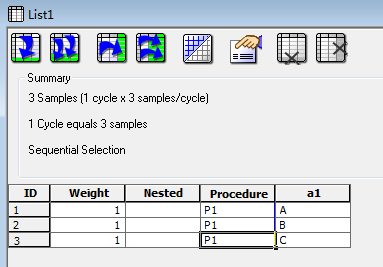 List1
Summary
3 Samples (1 cycle x 3 samples/cycle)
1 Cycle equals 3 samples
Sequential Selection
ID Weight Nested Procedure a1
1 1 P1 A
2 1 P1 B
3 1 P1 C